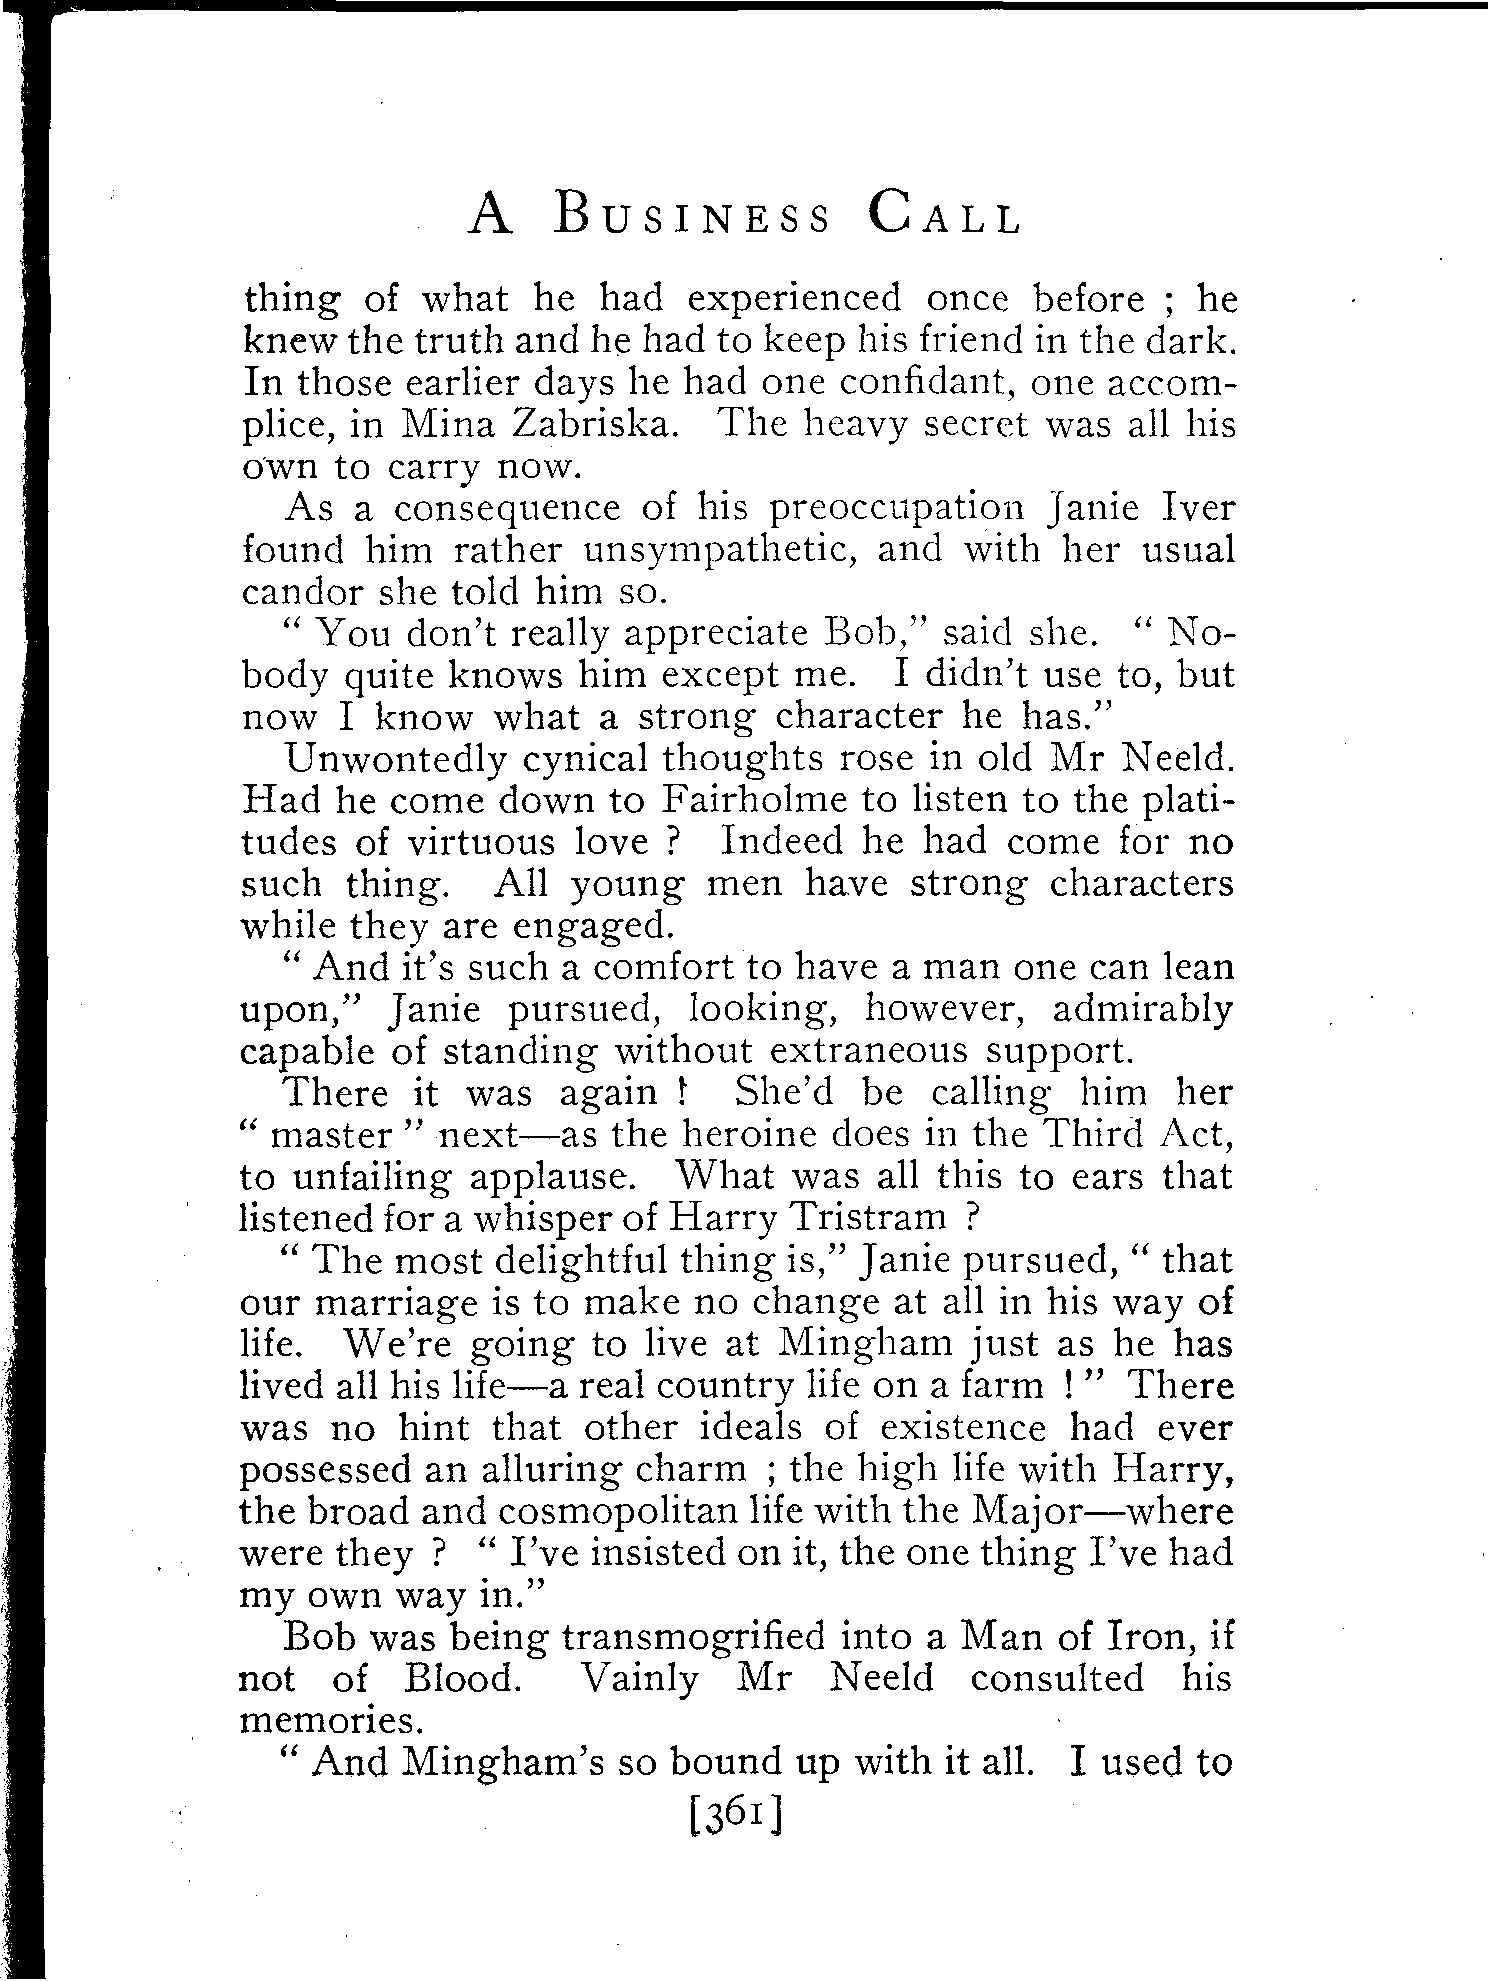 A Business Call
thing of what he had experienced once before ; he
knew the truth and he had to keep his friend in the dark.
In those earlier days he had one confidant, one accom-
plice, in Mina Zabriska. The heavy secret was all his
own to carry now.
As a consequence of his preoccupation Janie Iver
found him rather unsympathetic, and with her usual
candor she told him so.
“ You don't really appreciate Bob,” said she. “ No-
body quite knows him except me. I didn't use to, but
now I know what a strong character he has.”
Unwontedly cynical thoughts rose in old Mr Neeld.
Had he come down to Fairholme to listen to the plati-
tudes of virtuous love ? Indeed he had come for no
such thing. All young men have strong characters
while they are engaged.
“ And it's such a comfort to have a man one can lean
upon,” Janie pursued, looking, however, admirably
capable of standing without extraneous support.
There it was again ! She'd be calling him her
“ master ” next—as the heroine does in the Third Act,
to unfailing applause. What was all this to ears that
listened for a whisper of Harry Tristram ?
“ The most delightful thing is,” Janie pursued, “ that
our marriage is to make no change at all in his way of
life. We're going to live at Mingham just as he has
lived all his life—a real country life on a farm ! ” There
was no hint that other ideals of existence had ever
possessed an alluring charm ; the high life with Harry,
the broad and cosmopolitan life with the Major—where
were they ? “ I've insisted on it, the one thing I've had
my own way in.”
Bob was being transmogrified into a Man of Iron, if
not of Blood. Vainly Mr Neeld consulted his
memories.
“ And Mingham's so bound up with it all. I used to
[361]